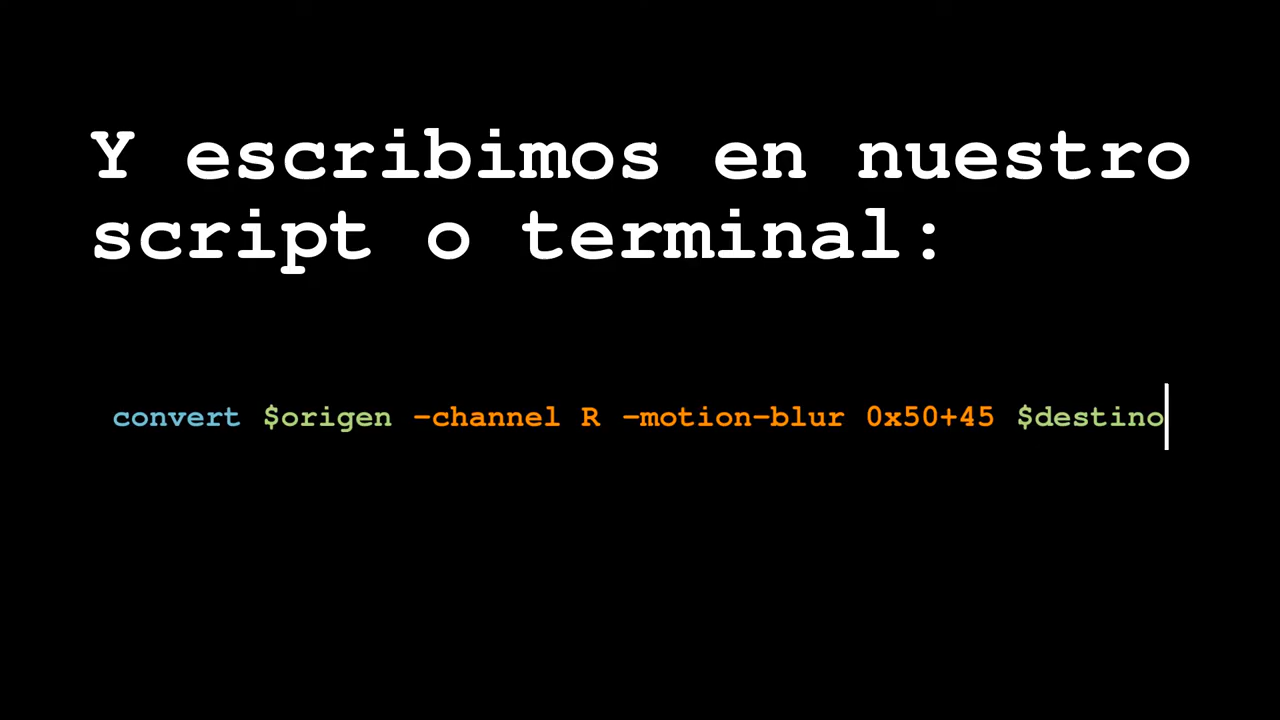 Y escribimos en nuestro
script o terminal:
convert $origen -channel R -motion-blur 0x50+45 $destino